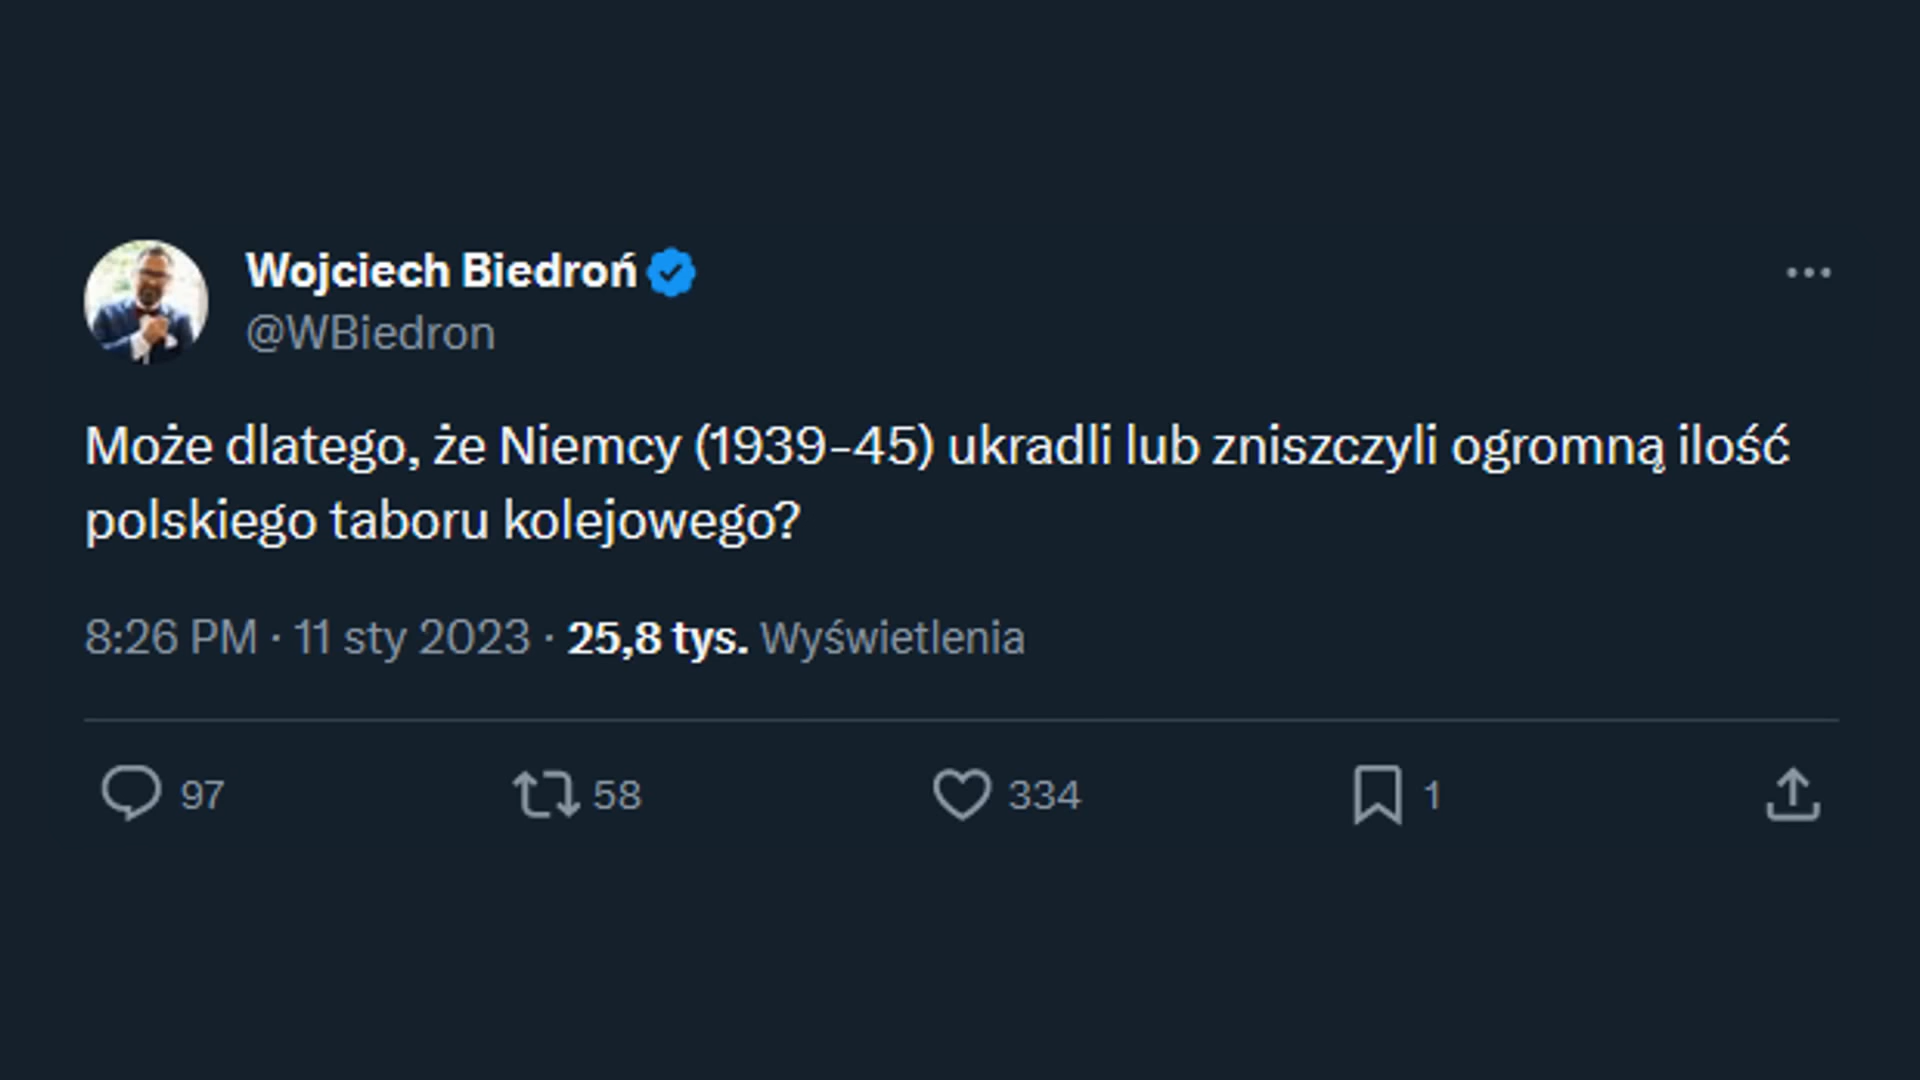 Wojciech Biedroń
@WBiedron
Może dlatego, że Niemcy (1939-45) ukradli lub zniszczyli ogromną ilość
polskiego taboru kolejowego?
8:26 PM · 11 sty 2023 · 25,8 tys. Wyświetlenia
97 58 334 1